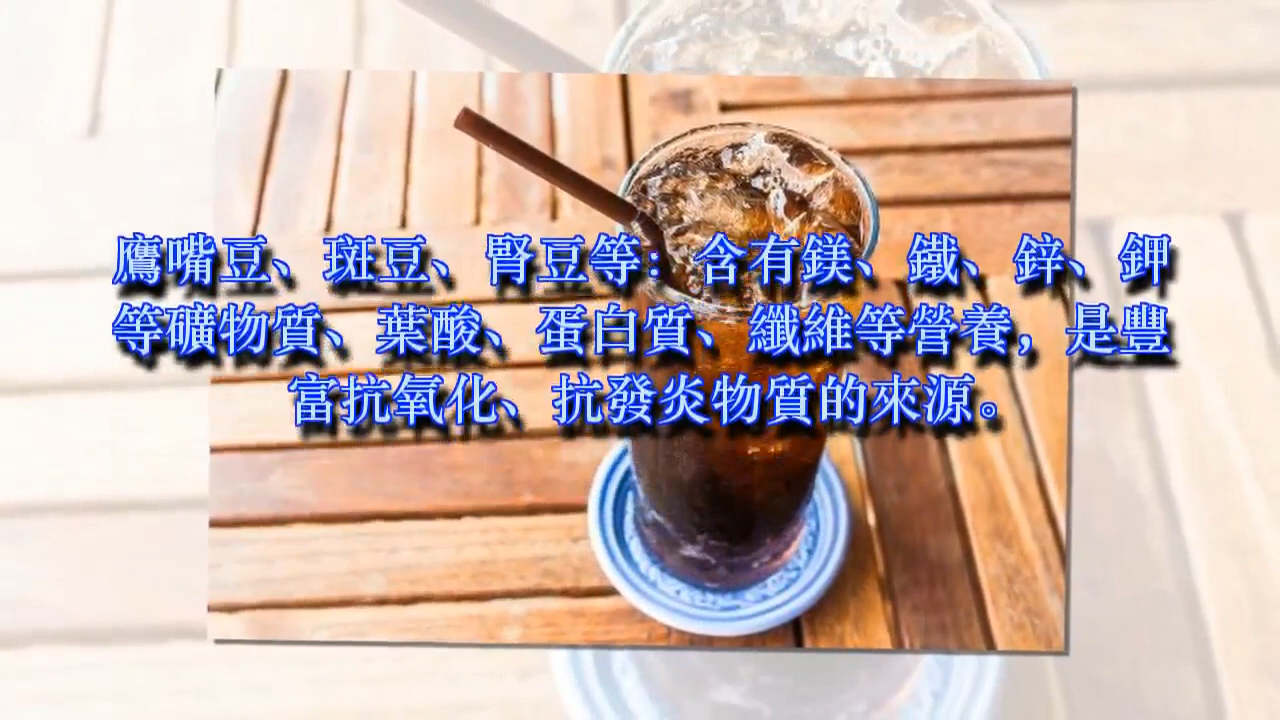 鷹嘴豆、斑豆、腎豆等：含有鎂、鐵、鋅、鉀
等礦物質、葉酸、蛋白質、纖維等營養，是豐
富抗氧化、抗發炎物質的來源。